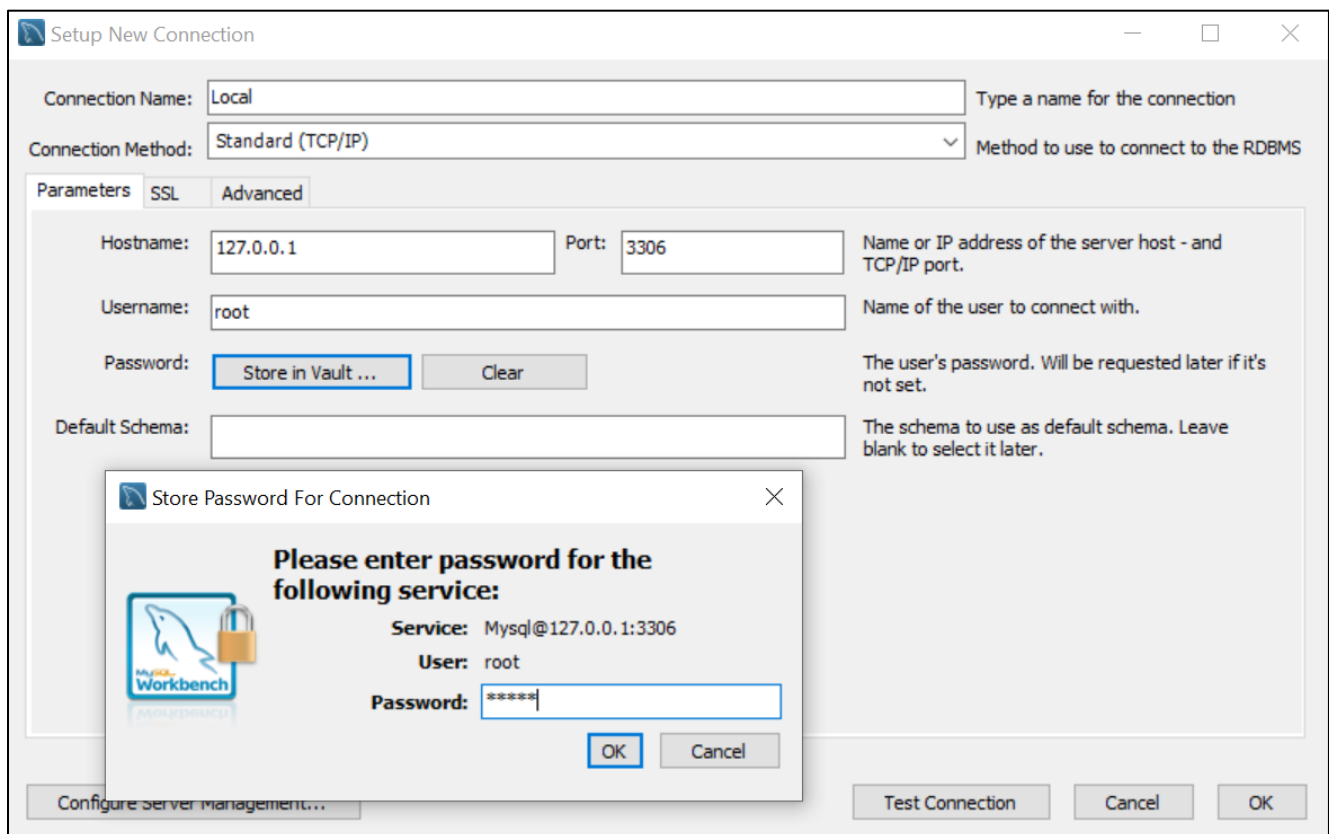 Setup New Connection
Connection Name: Local Type a name for the connection
Connection Method: Standard (TCP/IP) Method to use to connect to the RDBMS
Parameters SSL Advanced
Hostname: 127.0.0.1 Port: 3306 Name or IP address of the server host - and
TCP/IP port.
Username: root Name of the user to connect with.
Password: Store in Vault ... Clear The user's password. Will be requested later if it's
not set.
Default Schema: The schema to use as default schema. Leave
blank to select it later.
Store Password For Connection
Please enter password for the
following service:
Service: Mysql@127.0.0.1:3306
User: root
Password: *****
MySQL
Workbench
OK Cancel
Configure Server Management... Test Connection Cancel OK